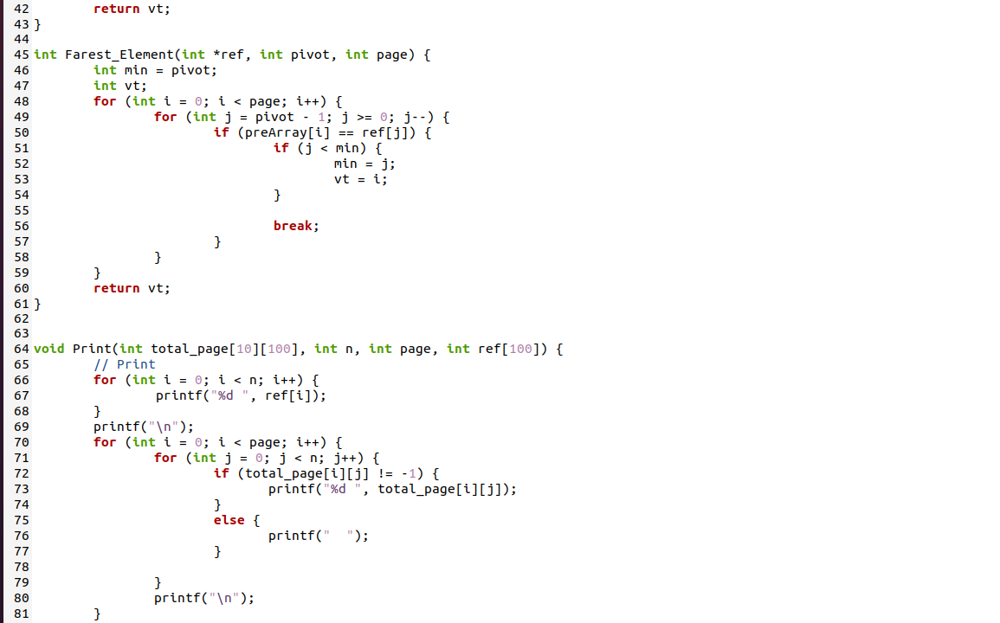 42         return vt;
43 }
44
45 int Farest_Element(int *ref, int pivot, int page) {
46         int min = pivot;
47         int vt;
48         for (int i = 0; i < page; i++) {
49                 for (int j = pivot - 1; j >= 0; j--) {
50                         if (preArray[i] == ref[j]) {
51                                 if (j < min) {
52                                         min = j;
53                                         vt = i;
54                                 }
55
56                                 break;
57                         }
58                 }
59         }
60         return vt;
61 }
62
63
64 void Print(int total_page[10][100], int n, int page, int ref[100]) {
65         // Print
66         for (int i = 0; i < n; i++) {
67                 printf("%d ", ref[i]);
68         }
69         printf("\n");
70         for (int i = 0; i < page; i++) {
71                 for (int j = 0; j < n; j++) {
72                         if (total_page[i][j] != -1) {
73                                printf("%d ", total_page[i][j]);
74                         }
75                         else {
76                                printf("  ");
77                         }
78
79                 }
80                 printf("\n");
81         }